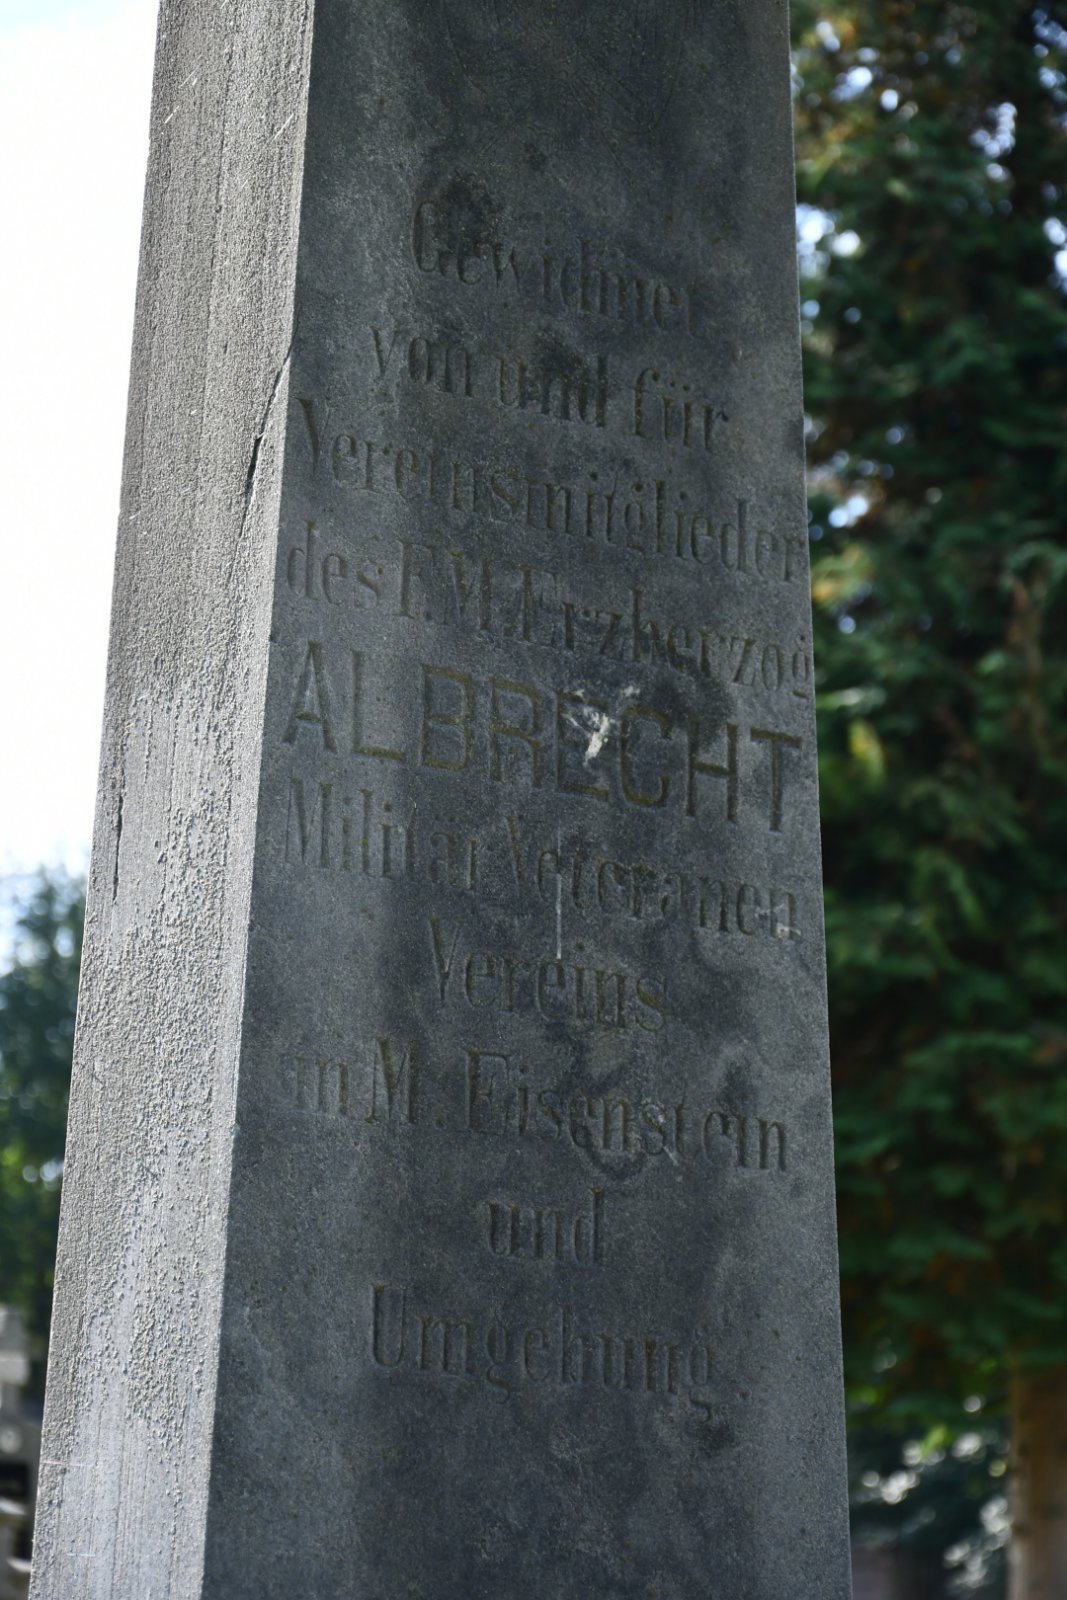 Gewidmet
von und für
Vereinsmitglieder
des F.M. Erzherzog
ALBRECHT
Militär Veteranen
Vereins
in M. Eisenstein
und
Umgebung.